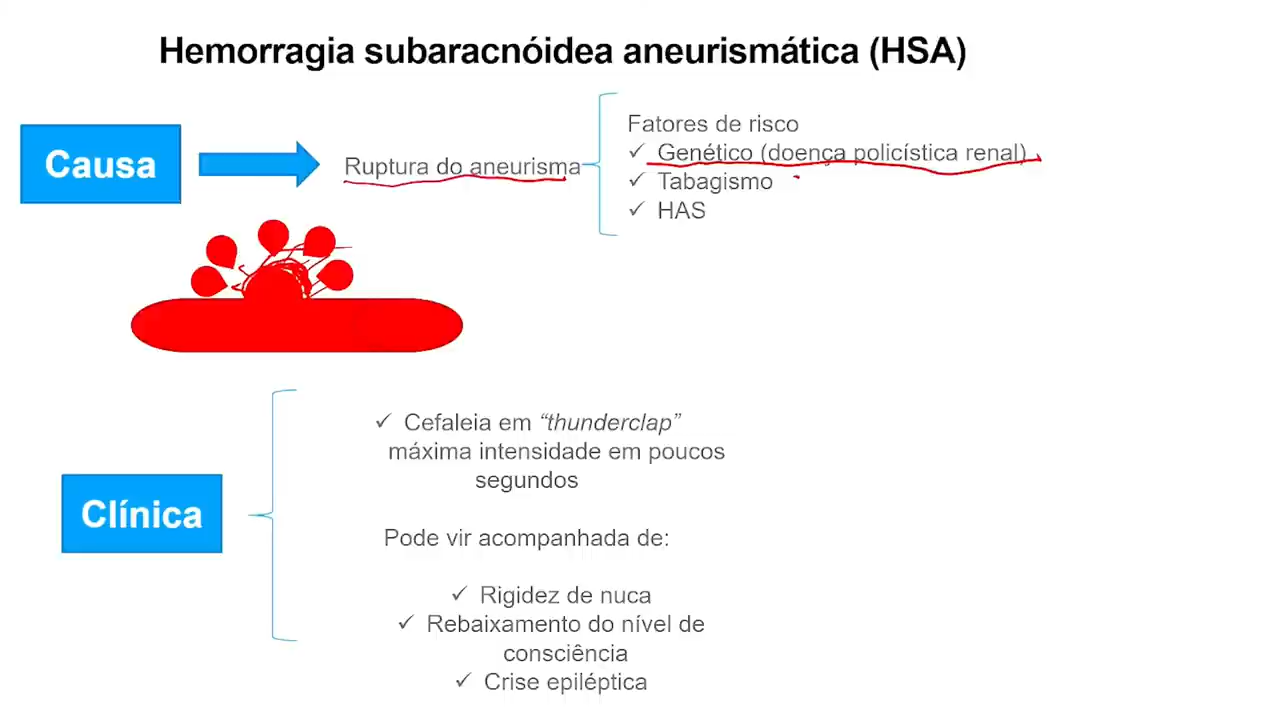 Hemorragia subaracnóidea aneurismática (HSA)
Causa
Ruptura do aneurisma
Fatores de risco
✓ Genético (doença policística renal)
✓ Tabagismo
✓ HAS
Clínica
✓ Cefaleia em “thunderclap”
máxima intensidade em poucos
segundos
Pode vir acompanhada de:
✓ Rigidez de nuca
✓ Rebaixamento do nível de
consciência
✓ Crise epiléptica